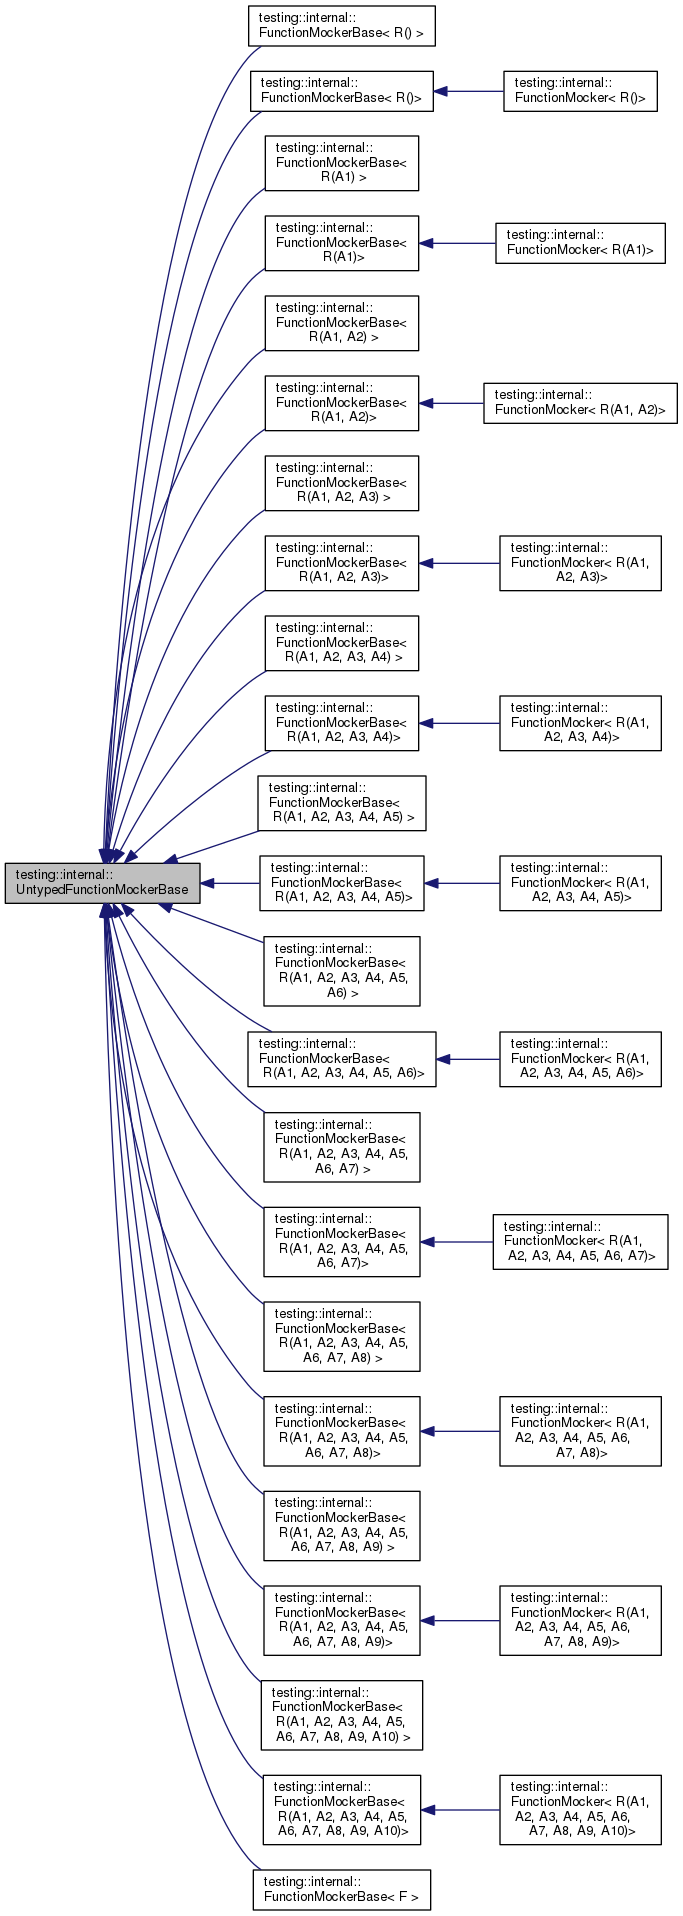 testing::internal::
FunctionMockerBase< R() >
testing::internal::
FunctionMockerBase< R()>
testing::internal::
FunctionMocker< R()>
testing::internal::
FunctionMockerBase<
R(A1) >
testing::internal::
FunctionMockerBase<
R(A1)>
testing::internal::
FunctionMocker< R(A1)>
testing::internal::
FunctionMockerBase<
R(A1, A2) >
testing::internal::
FunctionMockerBase<
R(A1, A2)>
testing::internal::
FunctionMocker< R(A1, A2)>
testing::internal::
FunctionMockerBase<
R(A1, A2, A3) >
testing::internal::
FunctionMockerBase<
R(A1, A2, A3)>
testing::internal::
FunctionMocker< R(A1,
A2, A3)>
testing::internal::
FunctionMockerBase<
R(A1, A2, A3, A4) >
testing::internal::
FunctionMockerBase<
R(A1, A2, A3, A4)>
testing::internal::
FunctionMocker< R(A1,
A2, A3, A4)>
testing::internal::
FunctionMockerBase<
R(A1, A2, A3, A4, A5) >
testing::internal::
UntypedFunctionMockerBase
testing::internal::
FunctionMockerBase<
R(A1, A2, A3, A4, A5)>
testing::internal::
FunctionMocker< R(A1,
A2, A3, A4, A5)>
testing::internal::
FunctionMockerBase<
R(A1, A2, A3, A4, A5,
A6) >
testing::internal::
FunctionMockerBase<
R(A1, A2, A3, A4, A5, A6)>
testing::internal::
FunctionMocker< R(A1,
A2, A3, A4, A5, A6)>
testing::internal::
FunctionMockerBase<
R(A1, A2, A3, A4, A5,
A6, A7) >
testing::internal::
FunctionMockerBase<
R(A1, A2, A3, A4, A5,
A6, A7)>
testing::internal::
FunctionMocker< R(A1,
A2, A3, A4, A5, A6, A7)>
testing::internal::
FunctionMockerBase<
R(A1, A2, A3, A4, A5,
A6, A7, A8) >
testing::internal::
FunctionMockerBase<
R(A1, A2, A3, A4, A5,
A6, A7, A8)>
testing::internal::
FunctionMocker< R(A1,
A2, A3, A4, A5, A6,
A7, A8)>
testing::internal::
FunctionMockerBase<
R(A1, A2, A3, A4, A5,
A6, A7, A8, A9) >
testing::internal::
FunctionMockerBase<
R(A1, A2, A3, A4, A5,
A6, A7, A8, A9)>
testing::internal::
FunctionMocker< R(A1,
A2, A3, A4, A5, A6,
A7, A8, A9)>
testing::internal::
FunctionMockerBase<
R(A1, A2, A3, A4, A5,
A6, A7, A8, A9, A10) >
testing::internal::
FunctionMockerBase<
R(A1, A2, A3, A4, A5,
A6, A7, A8, A9, A10)>
testing::internal::
FunctionMocker< R(A1,
A2, A3, A4, A5, A6,
A7, A8, A9, A10)>
testing::internal::
FunctionMockerBase< F >